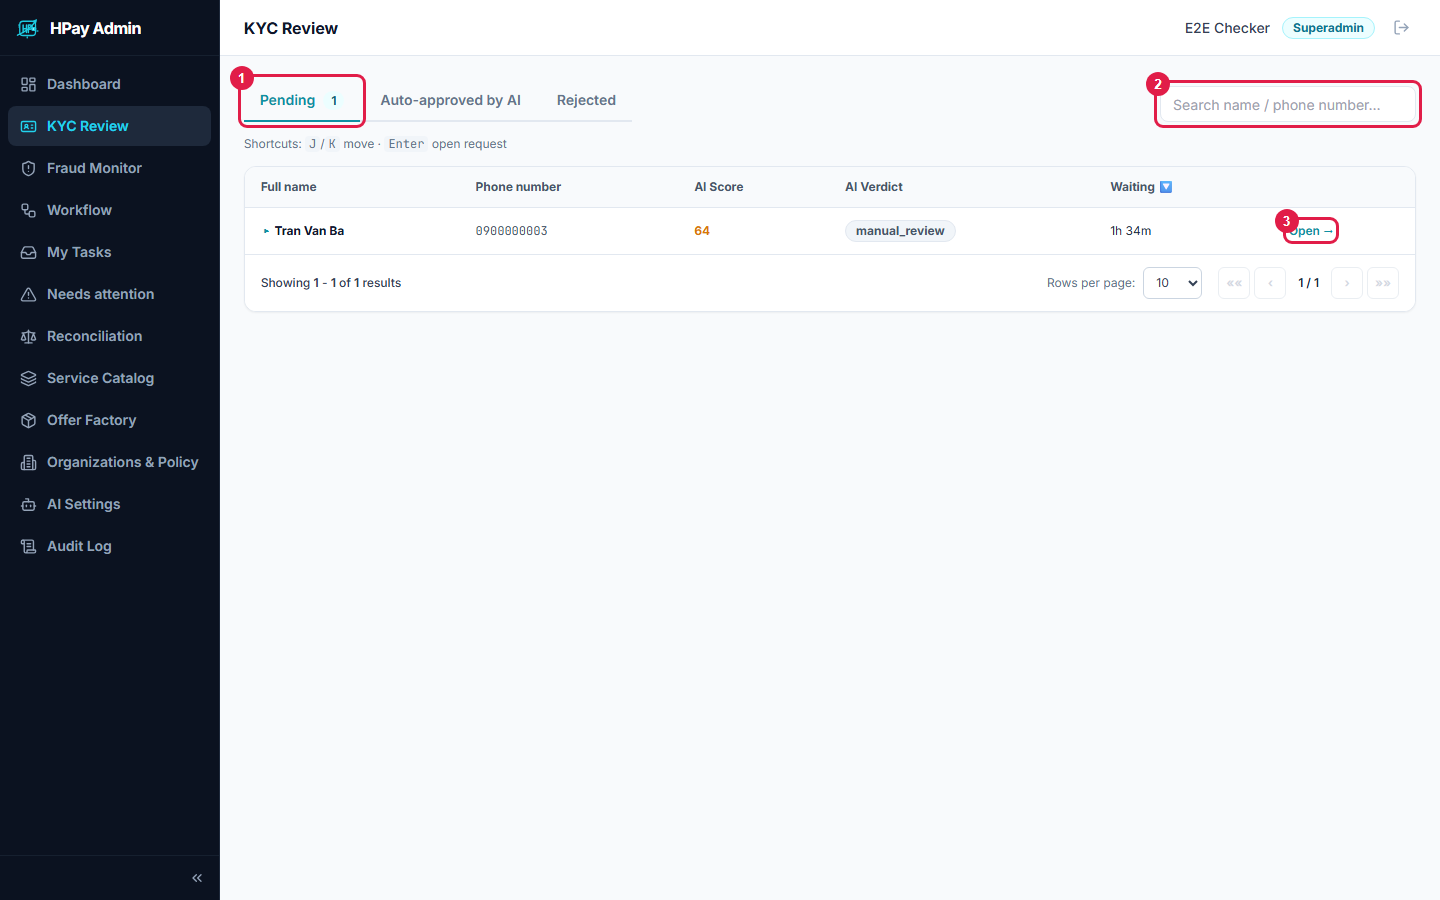 HPay Admin
KYC Review
E2E Checker
Superadmin
Dashboard
KYC Review
Fraud Monitor
Workflow
My Tasks
Needs attention
Reconciliation
Service Catalog
Offer Factory
Organizations & Policy
AI Settings
Audit Log
1
Pending 1
Auto-approved by AI
Rejected
2
Search name / phone number...
Shortcuts: J / K move · Enter open request
Full name Phone number AI Score AI Verdict Waiting
3
Tran Van Ba 0900000003 64 manual_review 1h 34m Open →
Showing 1 - 1 of 1 results
Rows per page: 10 «« ‹ 1 / 1 › »»
«